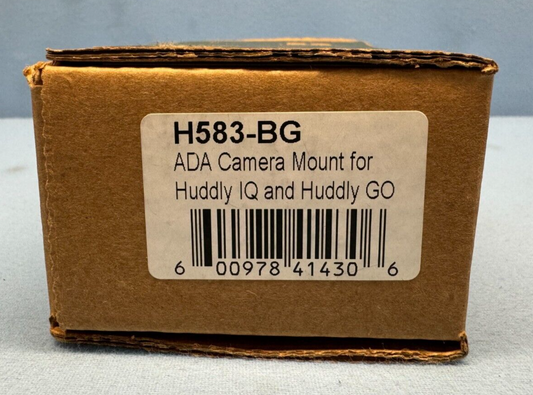 H583-BG
ADA Camera Mount for
Huddly IQ and Huddly GO
6 00978 41430 6